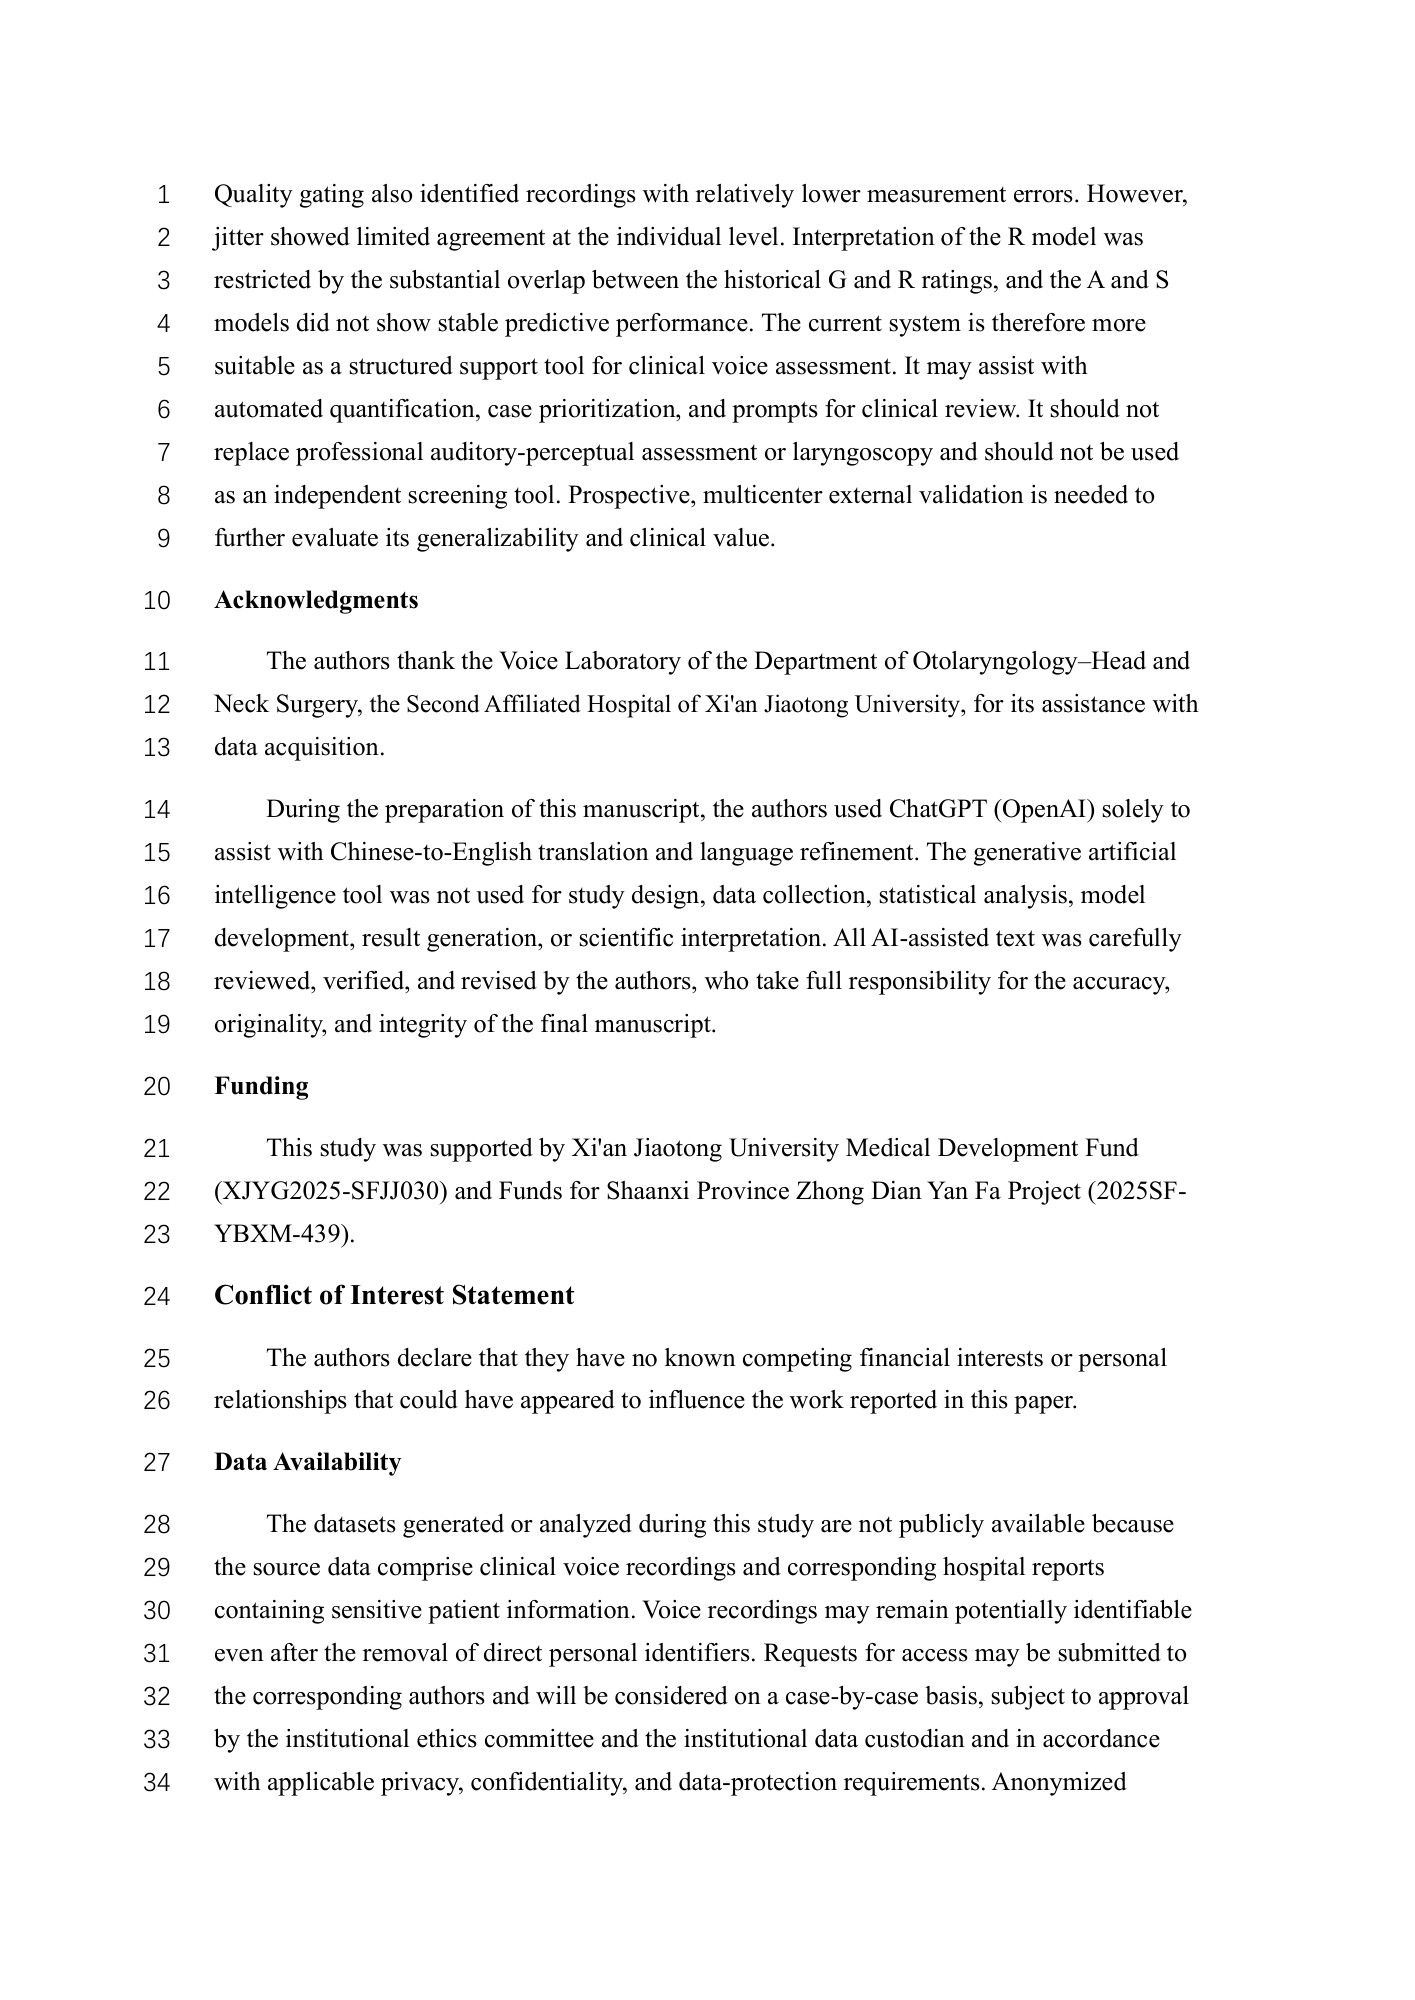 1 Quality gating also identified recordings with relatively lower measurement errors. However,
2 jitter showed limited agreement at the individual level. Interpretation of the R model was
3 restricted by the substantial overlap between the historical G and R ratings, and the A and S
4 models did not show stable predictive performance. The current system is therefore more
5 suitable as a structured support tool for clinical voice assessment. It may assist with
6 automated quantification, case prioritization, and prompts for clinical review. It should not
7 replace professional auditory-perceptual assessment or laryngoscopy and should not be used
8 as an independent screening tool. Prospective, multicenter external validation is needed to
9 further evaluate its generalizability and clinical value.
10 Acknowledgments
11 The authors thank the Voice Laboratory of the Department of Otolaryngology–Head and
12 Neck Surgery, the Second Affiliated Hospital of Xi'an Jiaotong University, for its assistance with
13 data acquisition.
14 During the preparation of this manuscript, the authors used ChatGPT (OpenAI) solely to
15 assist with Chinese-to-English translation and language refinement. The generative artificial
16 intelligence tool was not used for study design, data collection, statistical analysis, model
17 development, result generation, or scientific interpretation. All AI-assisted text was carefully
18 reviewed, verified, and revised by the authors, who take full responsibility for the accuracy,
19 originality, and integrity of the final manuscript.
20 Funding
21 This study was supported by Xi'an Jiaotong University Medical Development Fund
22 (XJYG2025-SFJJ030) and Funds for Shaanxi Province Zhong Dian Yan Fa Project (2025SF-
23 YBXM-439).
24 Conflict of Interest Statement
25 The authors declare that they have no known competing financial interests or personal
26 relationships that could have appeared to influence the work reported in this paper.
27 Data Availability
28 The datasets generated or analyzed during this study are not publicly available because
29 the source data comprise clinical voice recordings and corresponding hospital reports
30 containing sensitive patient information. Voice recordings may remain potentially identifiable
31 even after the removal of direct personal identifiers. Requests for access may be submitted to
32 the corresponding authors and will be considered on a case-by-case basis, subject to approval
33 by the institutional ethics committee and the institutional data custodian and in accordance
34 with applicable privacy, confidentiality, and data-protection requirements. Anonymized